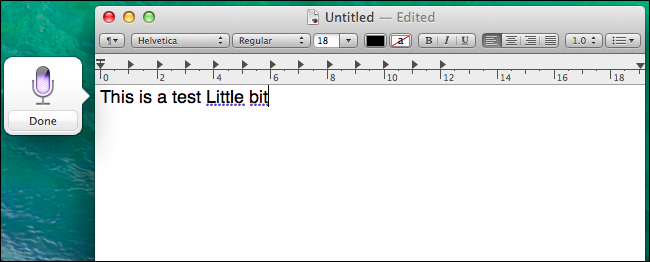 Untitled — Edited
¶ Helvetica Regular 18 a B I U 1.0
0 2 4 6 8 10 12 14 16 18
This is a test Little bit
Done